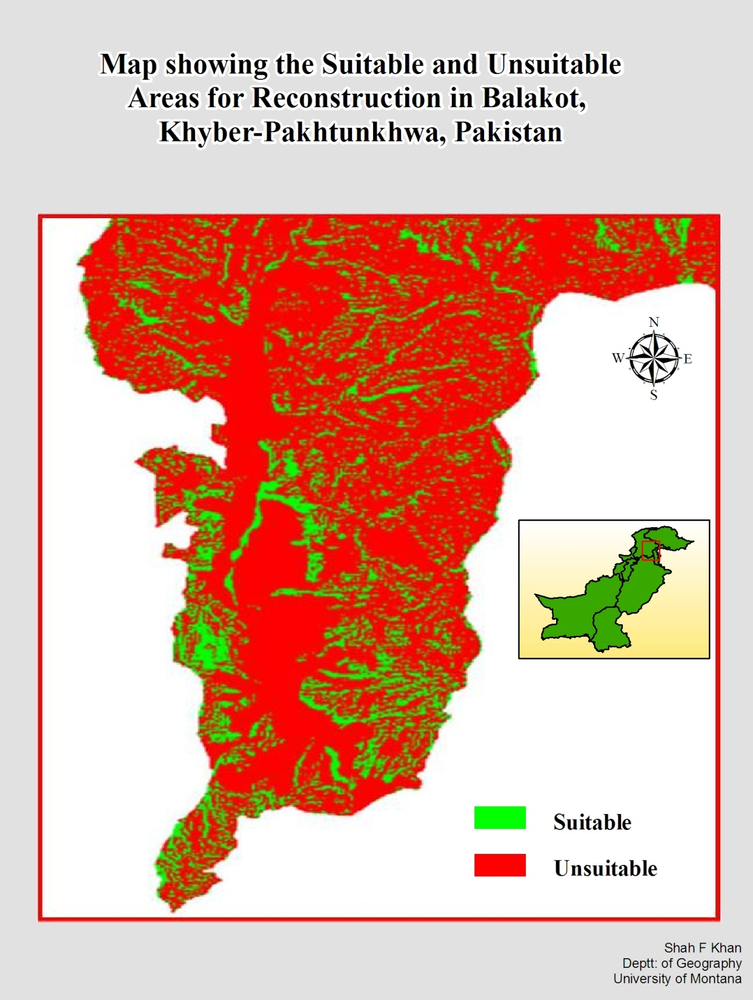 Map showing the Suitable and Unsuitable
Areas for Reconstruction in Balakot,
Khyber-Pakhtunkhwa, Pakistan
N
W E
S
Suitable
Unsuitable
Shah F Khan
Deptt: of Geography
University of Montana